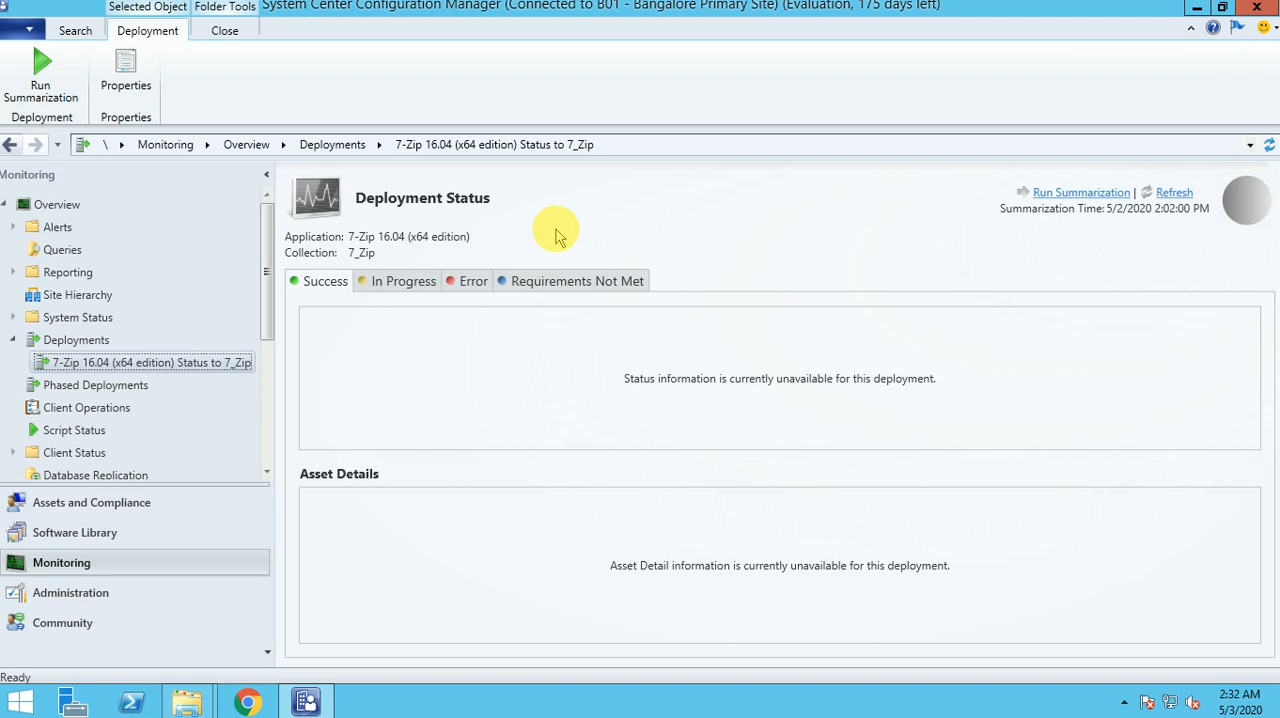 Selected Object
Folder Tools
System Center Configuration Manager (Connected to B01 - Bangalore Primary Site) (Evaluation, 175 days left)
Search
Deployment
Close
Run
Summarization
Properties
Deployment
Properties
\ Monitoring Overview Deployments 7-Zip 16.04 (x64 edition) Status to 7_Zip
Monitoring
Overview
Alerts
Queries
Reporting
Site Hierarchy
System Status
Deployments
7-Zip 16.04 (x64 edition) Status to 7_Zip
Phased Deployments
Client Operations
Script Status
Client Status
Database Replication
Assets and Compliance
Software Library
Monitoring
Administration
Community
Deployment Status
Run Summarization | Refresh
Summarization Time: 5/2/2020 2:02:00 PM
Application: 7-Zip 16.04 (x64 edition)
Collection: 7_Zip
Success
In Progress
Error
Requirements Not Met
Status information is currently unavailable for this deployment.
Asset Details
Asset Detail information is currently unavailable for this deployment.
Ready
2:32 AM
5/3/2020